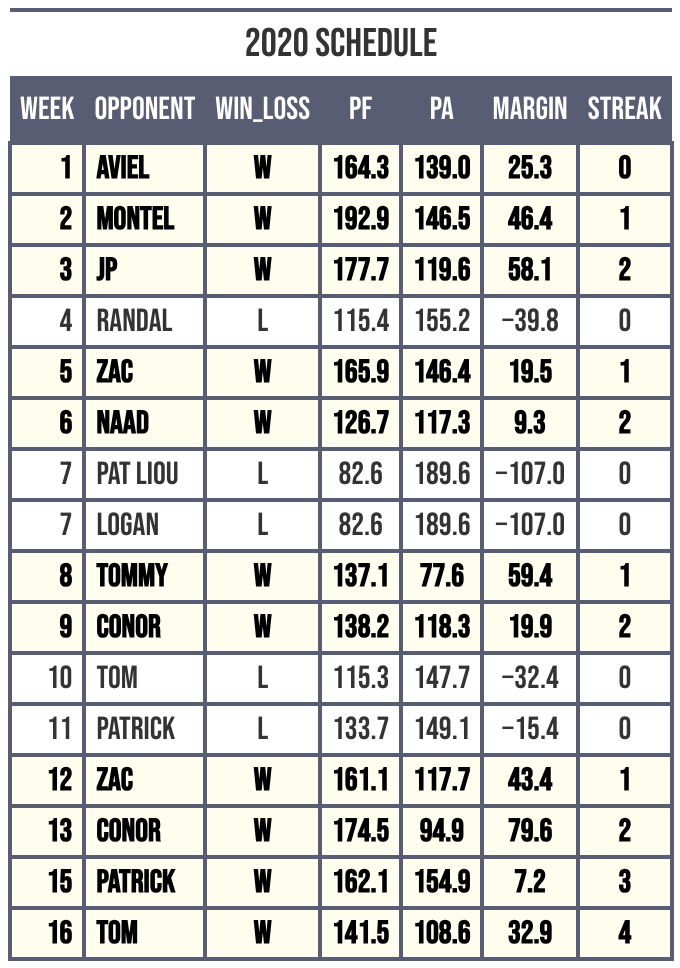 2020 SCHEDULE
WEEK OPPONENT WIN_LOSS PF PA MARGIN STREAK
1 AVIEL W 164.3 139.0 25.3 0
2 MONTEL W 192.9 146.5 46.4 1
3 JP W 177.7 119.6 58.1 2
4 RANDAL L 115.4 155.2 −39.8 0
5 ZAC W 165.9 146.4 19.5 1
6 NAAD W 126.7 117.3 9.3 2
7 PAT LIOU L 82.6 189.6 −107.0 0
7 LOGAN L 82.6 189.6 −107.0 0
8 TOMMY W 137.1 77.6 59.4 1
9 CONOR W 138.2 118.3 19.9 2
10 TOM L 115.3 147.7 −32.4 0
11 PATRICK L 133.7 149.1 −15.4 0
12 ZAC W 161.1 117.7 43.4 1
13 CONOR W 174.5 94.9 79.6 2
15 PATRICK W 162.1 154.9 7.2 3
16 TOM W 141.5 108.6 32.9 4